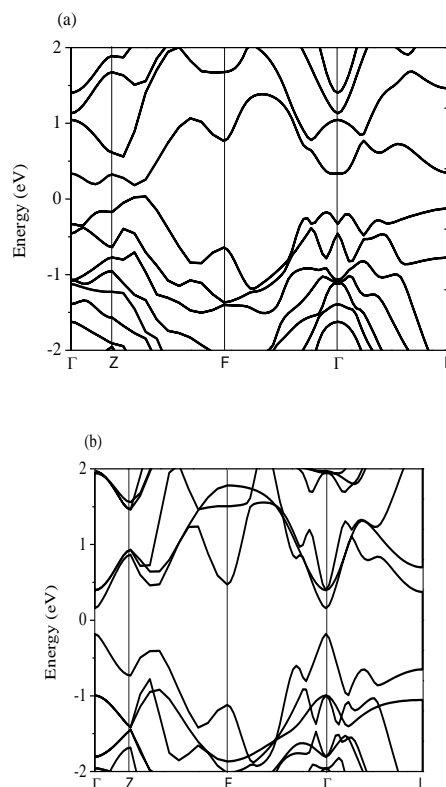 (a)
2
1
0
-1
-2
Energy (eV)
Γ Z F Γ
(b)
2
1
0
-1
-2
Energy (eV)
Γ Z F Γ L